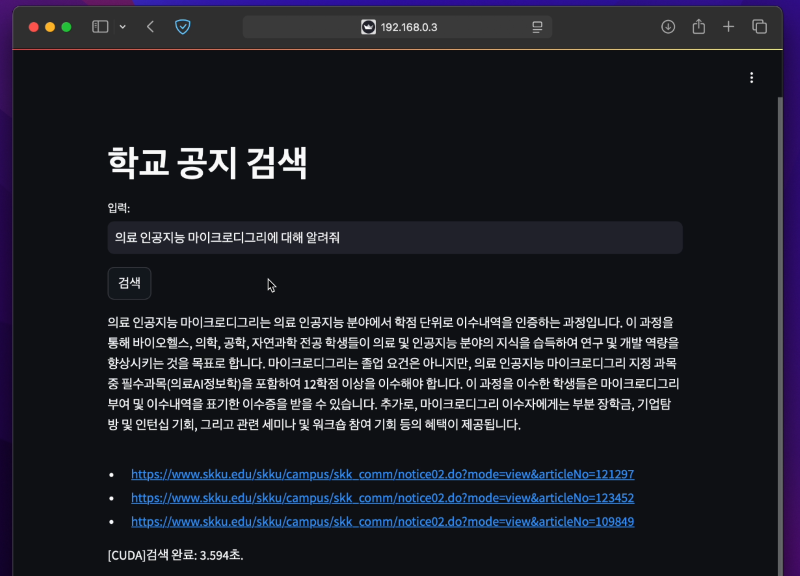 192.168.0.3
학교 공지 검색
입력:
의료 인공지능 마이크로디그리에 대해 알려줘
검색
의료 인공지능 마이크로디그리는 의료 인공지능 분야에서 학점 단위로 이수내역을 인증하는 과정입니다. 이 과정을
통해 바이오헬스, 의학, 공학, 자연과학 전공 학생들이 의료 및 인공지능 분야의 지식을 습득하여 연구 및 개발 역량을
향상시키는 것을 목표로 합니다. 마이크로디그리는 졸업 요건은 아니지만, 의료 인공지능 마이크로디그리 지정 과목
중 필수과목(의료AI정보학)을 포함하여 12학점 이상을 이수해야 합니다. 이 과정을 이수한 학생들은 마이크로디그리
부여 및 이수내역을 표기한 이수증을 받을 수 있습니다. 추가로, 마이크로디그리 이수자에게는 부분 장학금, 기업탐
방 및 인턴십 기회, 그리고 관련 세미나 및 워크숍 참여 기회 등의 혜택이 제공됩니다.
• https://www.skku.edu/skku/campus/skk_comm/notice02.do?mode=view&articleNo=121297
• https://www.skku.edu/skku/campus/skk_comm/notice02.do?mode=view&articleNo=123452
• https://www.skku.edu/skku/campus/skk_comm/notice02.do?mode=view&articleNo=109849
[CUDA]검색 완료: 3.594초.